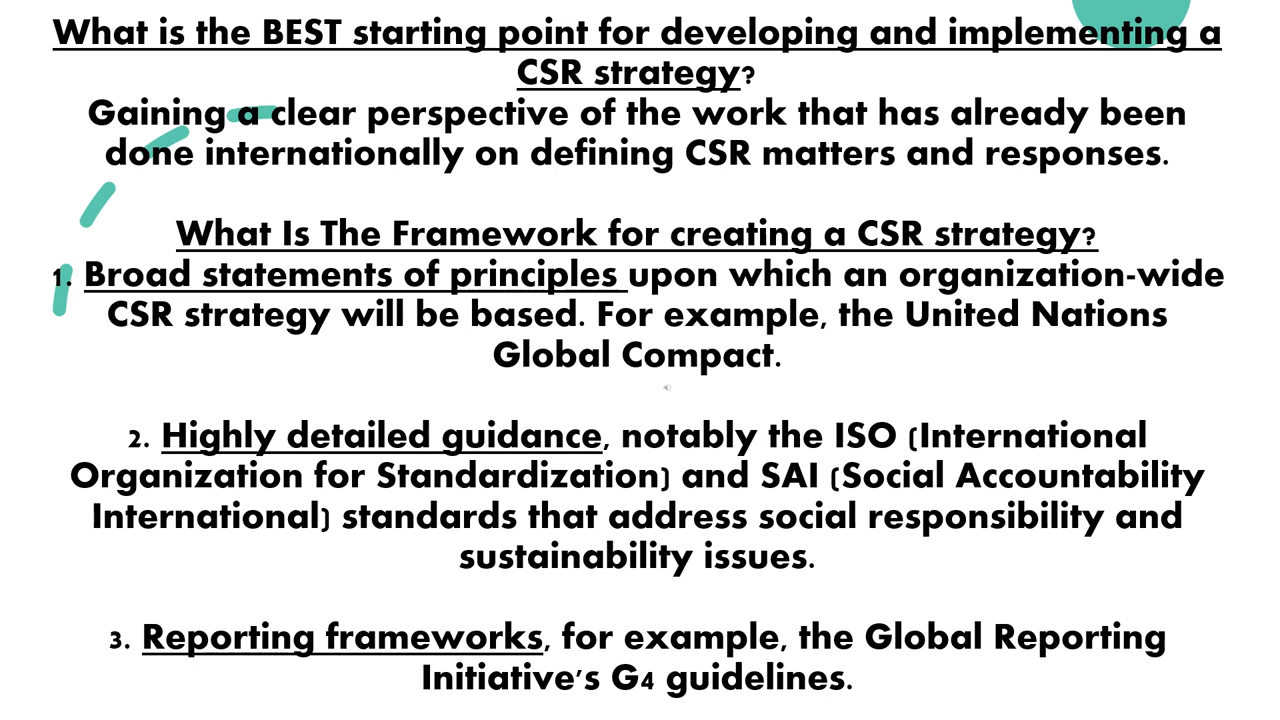 What is the BEST starting point for developing and implementing a
CSR strategy?
Gaining a clear perspective of the work that has already been
done internationally on defining CSR matters and responses.
What Is The Framework for creating a CSR strategy?
1. Broad statements of principles upon which an organization-wide
CSR strategy will be based. For example, the United Nations
Global Compact.
2. Highly detailed guidance, notably the ISO (International
Organization for Standardization) and SAI (Social Accountability
International) standards that address social responsibility and
sustainability issues.
3. Reporting frameworks, for example, the Global Reporting
Initiative's G4 guidelines.